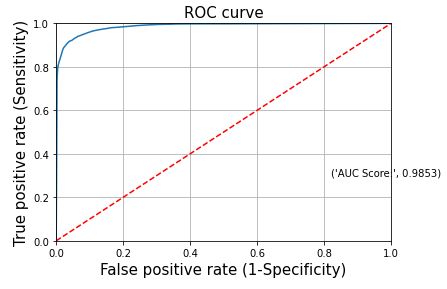 ROC curve
True positive rate (Sensitivity)
1.0
0.8
0.6
0.4
0.2
0.0
('AUC Score:', 0.9853)
0.0 0.2 0.4 0.6 0.8 1.0
False positive rate (1-Specificity)